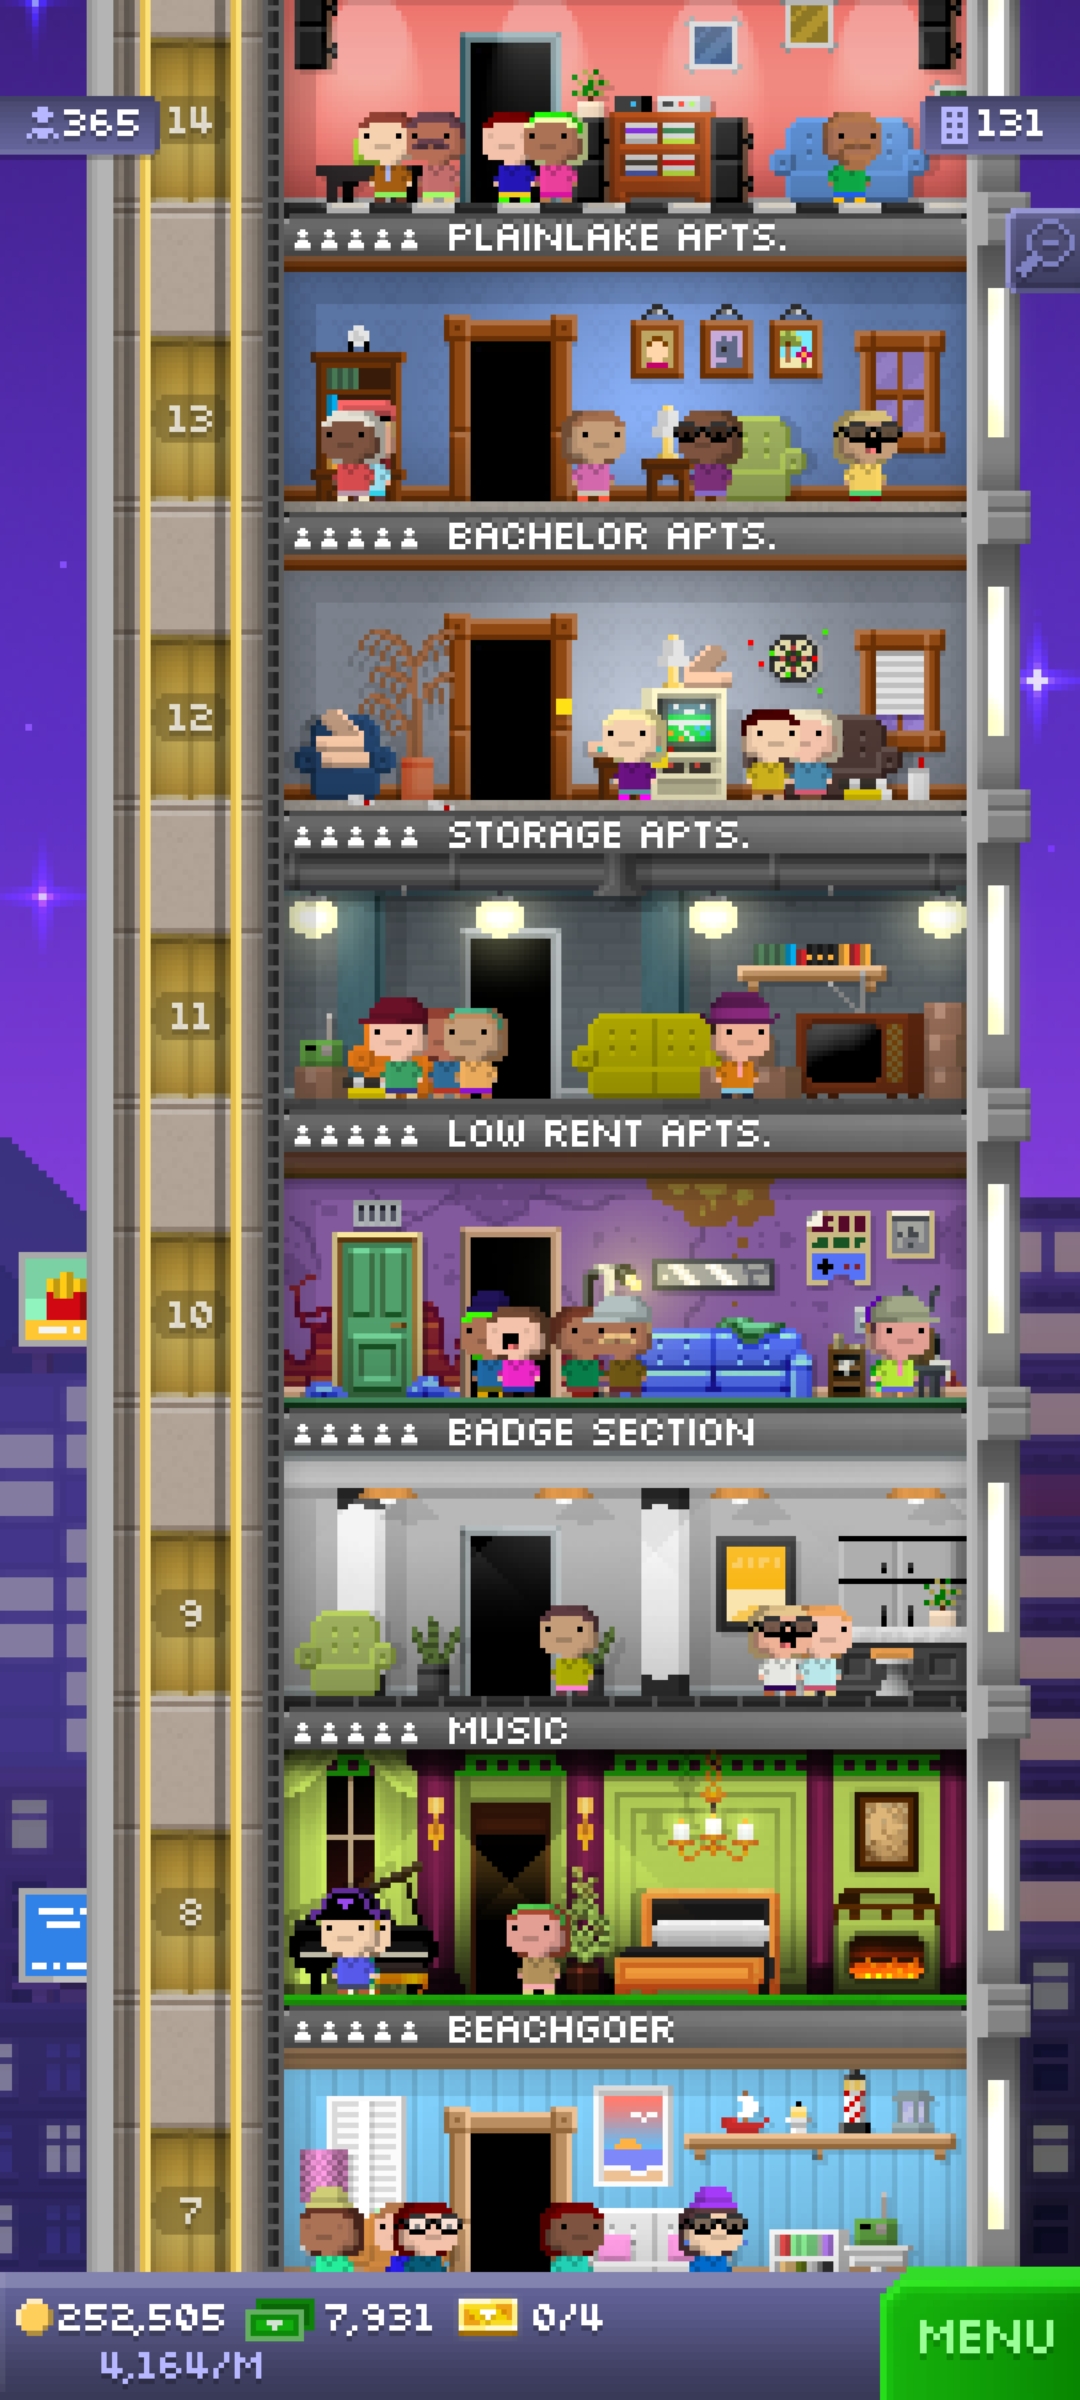 14
365
131
PLAINLAKE APTS.
13
BACHELOR APTS.
12
STORAGE APTS.
11
LOW RENT APTS.
10
BADGE SECTION
9
MUSIC
8
BEACHGOER
7
252,505 7,931 0/4
4,164/M
MENU